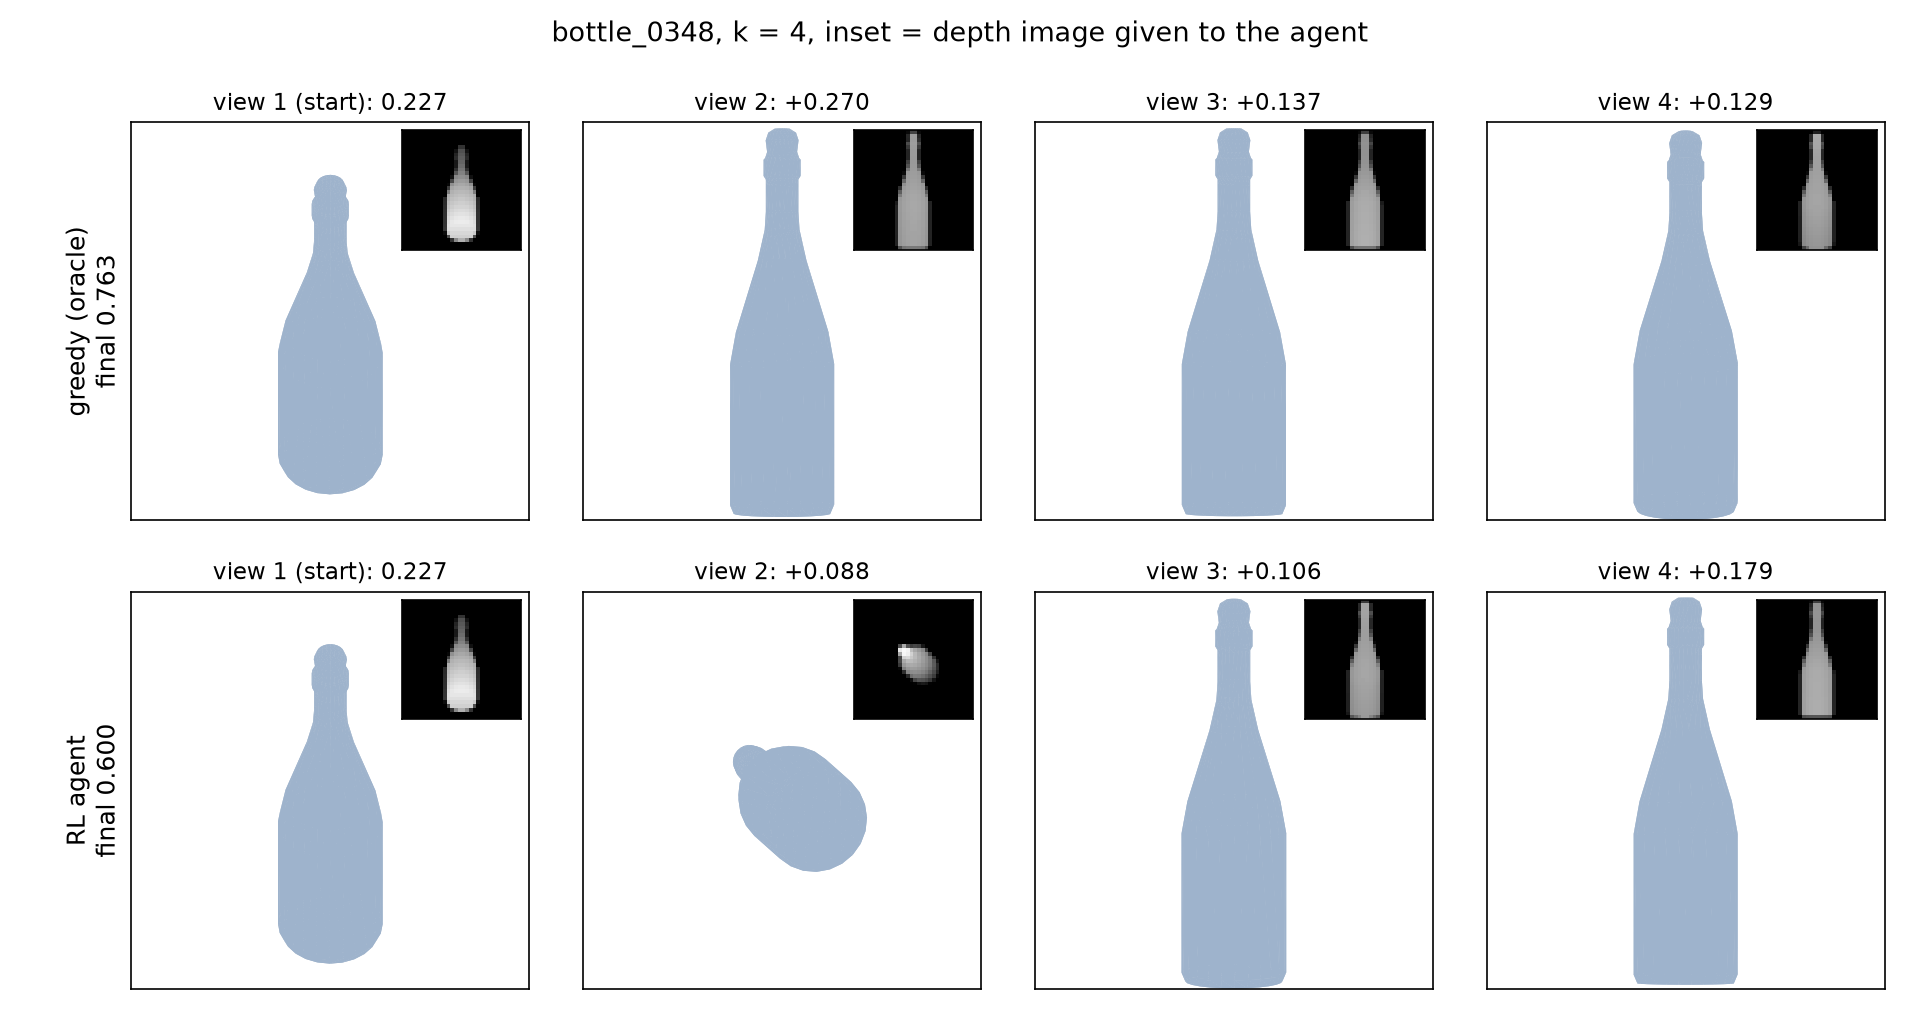 bottle_0348, k = 4, inset = depth image given to the agent
greedy (oracle)
final 0.763
view 1 (start): 0.227
view 2: +0.270
view 3: +0.137
view 4: +0.129
RL agent
final 0.600
view 1 (start): 0.227
view 2: +0.088
view 3: +0.106
view 4: +0.179